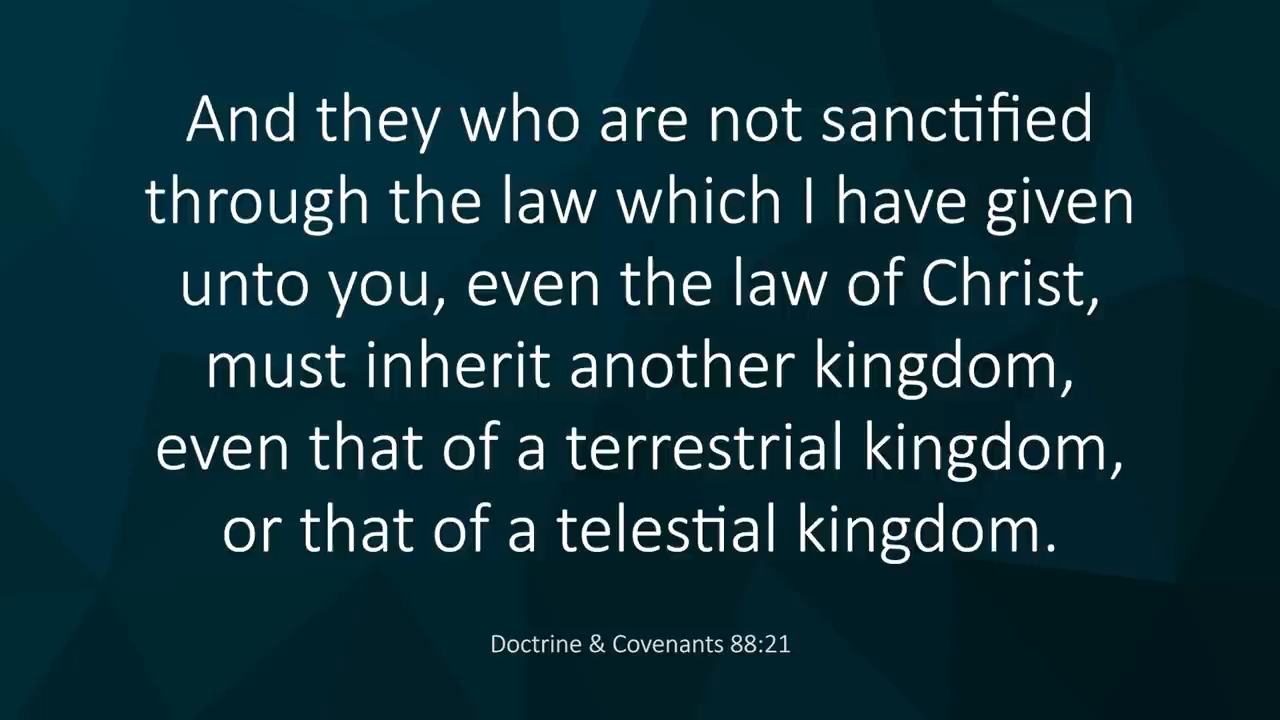 And they who are not sanctified
through the law which I have given
unto you, even the law of Christ,
must inherit another kingdom,
even that of a terrestrial kingdom,
or that of a telestial kingdom.
Doctrine & Covenants 88:21